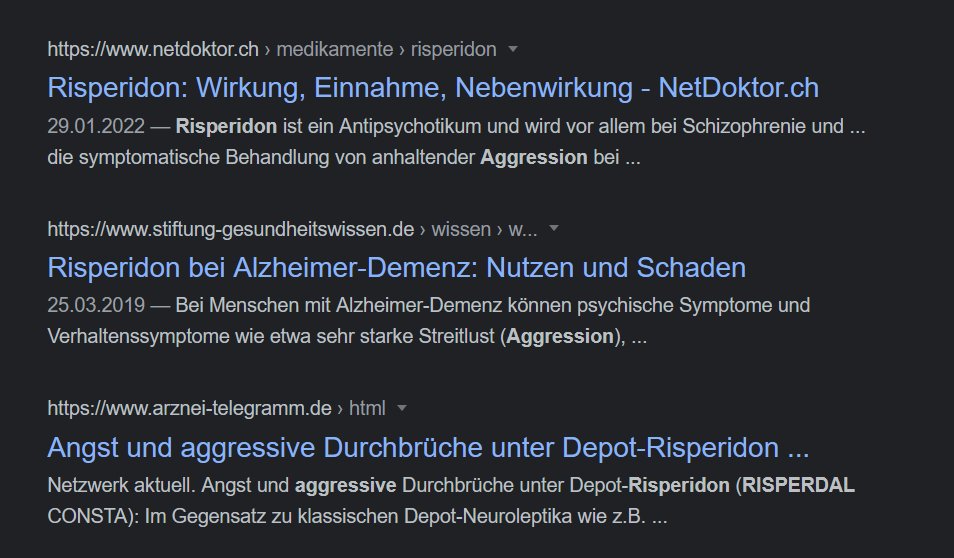 https://www.netdoktor.ch › medikamente › risperidon
Risperidon: Wirkung, Einnahme, Nebenwirkung - NetDoktor.ch
29.01.2022 — Risperidon ist ein Antipsychotikum und wird vor allem bei Schizophrenie und ...
die symptomatische Behandlung von anhaltender Aggression bei ...
https://www.stiftung-gesundheitswissen.de › wissen › w...
Risperidon bei Alzheimer-Demenz: Nutzen und Schaden
25.03.2019 — Bei Menschen mit Alzheimer-Demenz können psychische Symptome und
Verhaltenssymptome wie etwa sehr starke Streitlust (Aggression), ...
https://www.arznei-telegramm.de › html
Angst und aggressive Durchbrüche unter Depot-Risperidon ...
Netzwerk aktuell. Angst und aggressive Durchbrüche unter Depot-Risperidon (RISPERDAL
CONSTA): Im Gegensatz zu klassischen Depot-Neuroleptika wie z.B. ...